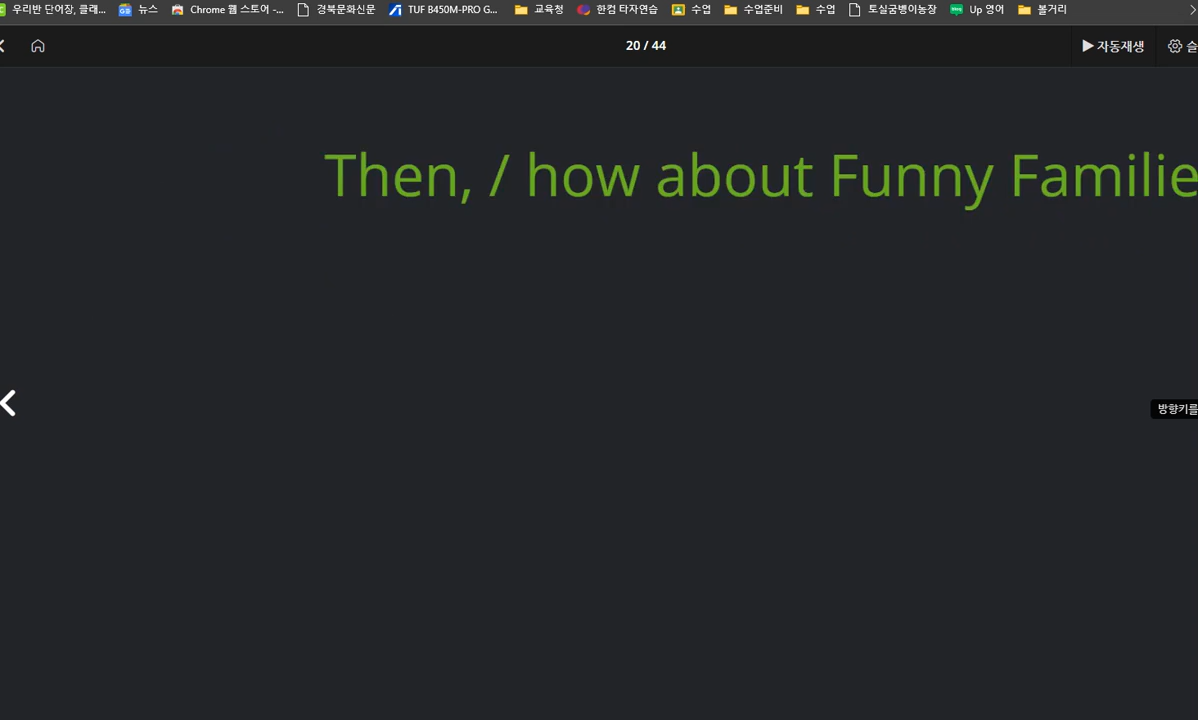 우리반 단어장, 클래... 뉴스 Chrome 웹 스토어 -... 경북문화신문 TUF B450M-PRO G... 교육청 한컴 타자연습 수업 수업준비 수업 토실굼벵이농장 Up 영어 볼거리
20 / 44 ▶자동재생 슬
Then, / how about Funny Familie
방향키를